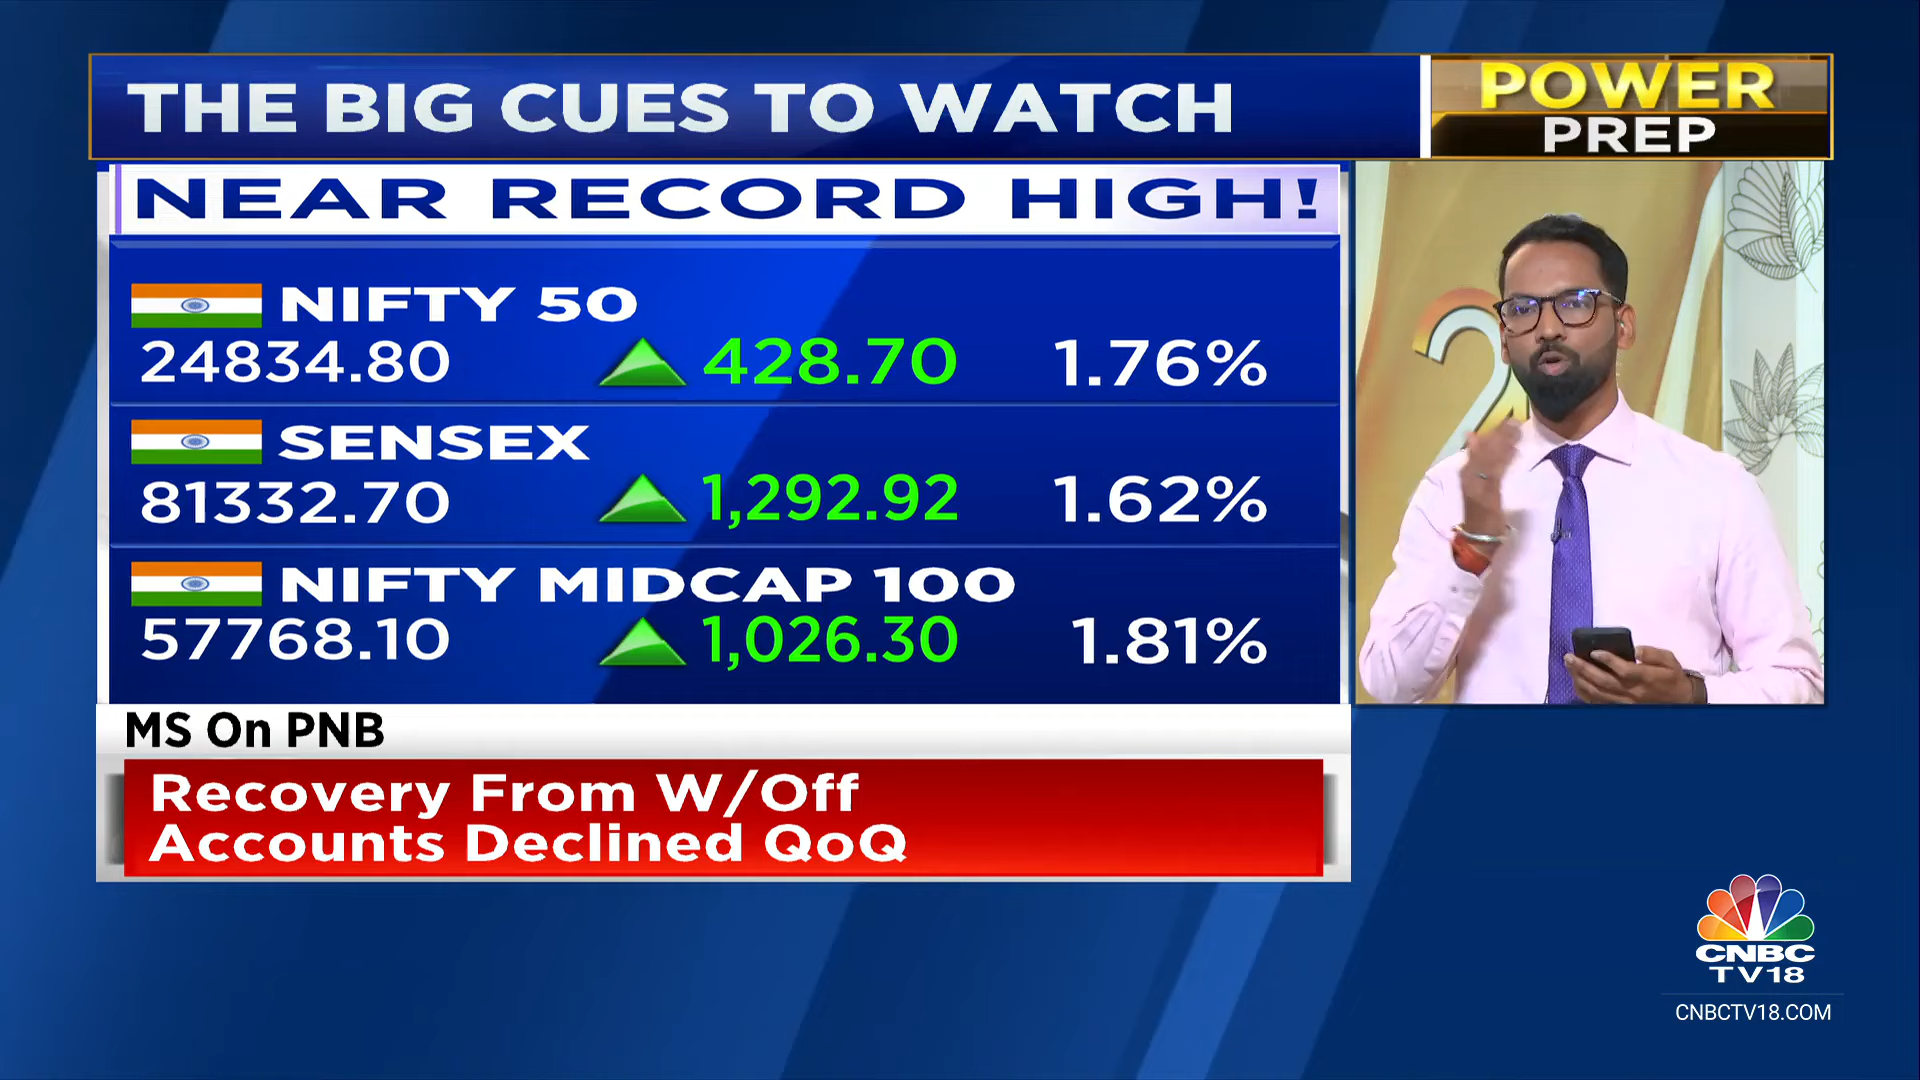 THE BIG CUES TO WATCH
POWER
PREP
NEAR RECORD HIGH!
NIFTY 50
24834.80 428.70 1.76%
SENSEX
81332.70 1,292.92 1.62%
NIFTY MIDCAP 100
57768.10 1,026.30 1.81%
2
MS On PNB
Recovery From W/Off
Accounts Declined QoQ
CNBC
TV18
CNBCTV18.COM